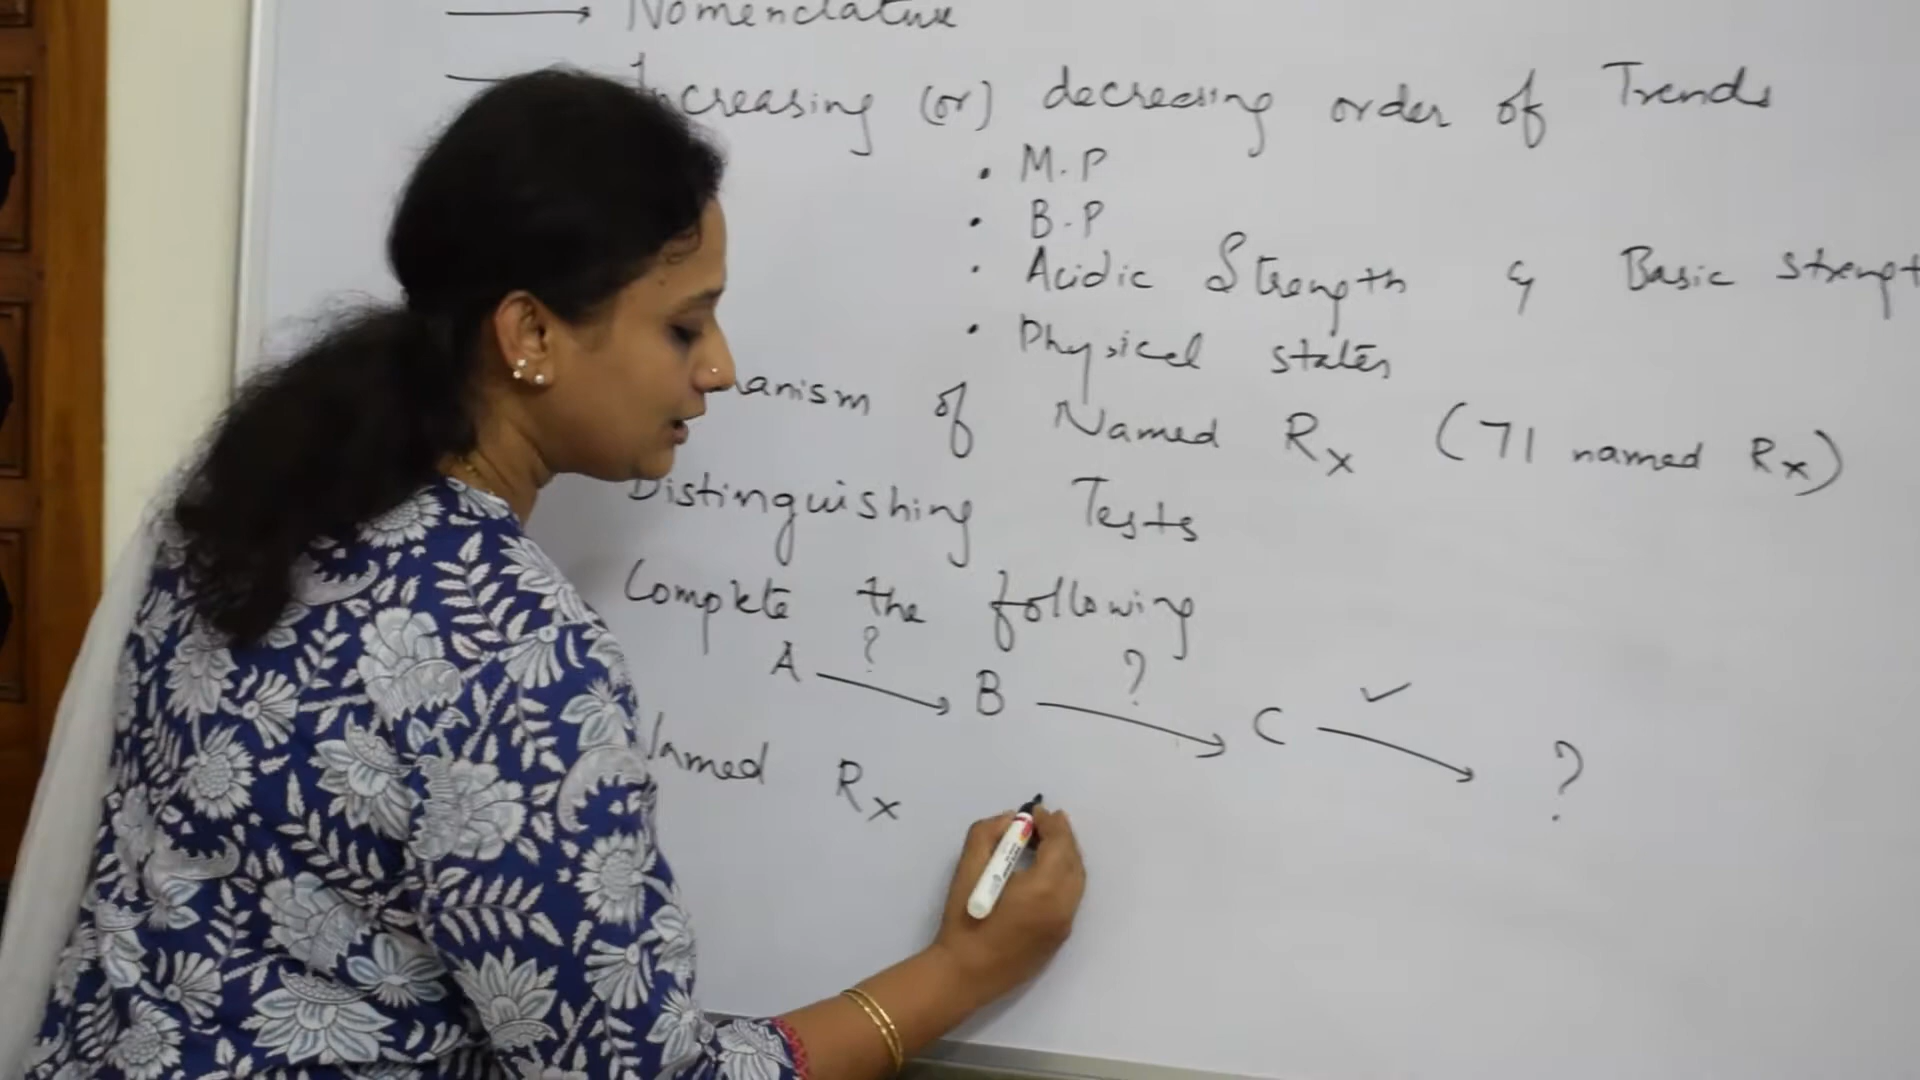 Nomenclature
Increasing (or) decreasing order of Trends
• M.P
• B.P
• Acidic Strength & Basic Strengt
• Physical states
anism of Named Rx (71 named Rx)
Distinguishing Tests
Complete the following
A ? B ? C ✓ ?
Named Rx